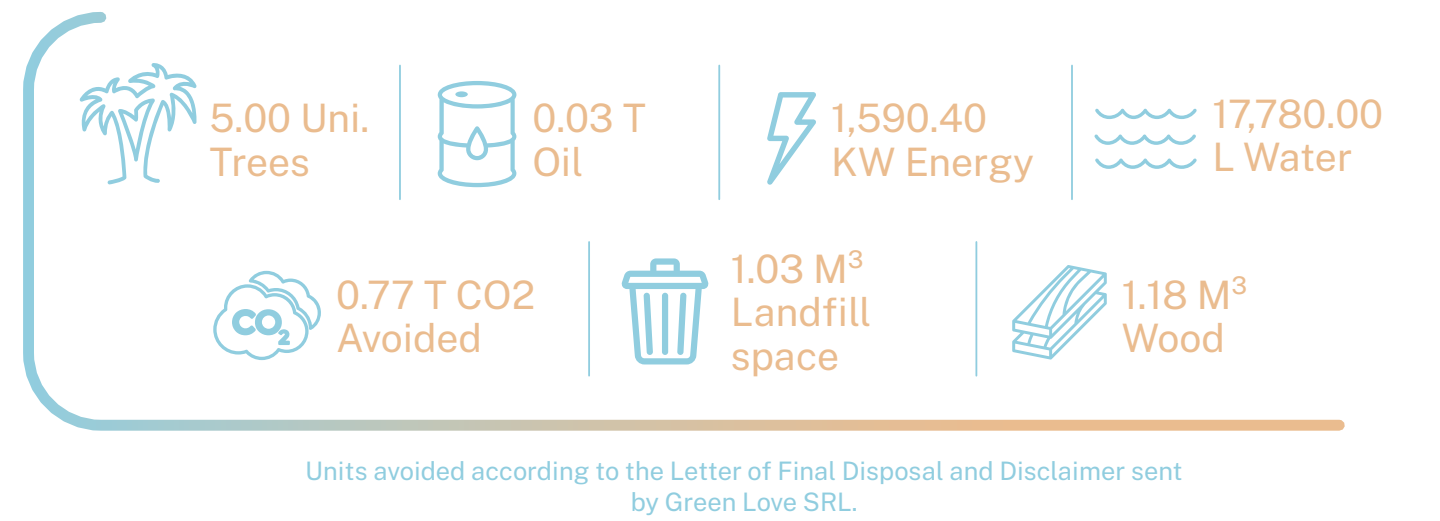 5.00 Uni.
Trees
0.03 T
Oil
1,590.40
KW Energy
17,780.00
L Water
CO2
0.77 T CO2
Avoided
1.03 M³
Landfill
space
1.18 M³
Wood
Units avoided according to the Letter of Final Disposal and Disclaimer sent
by Green Love SRL.